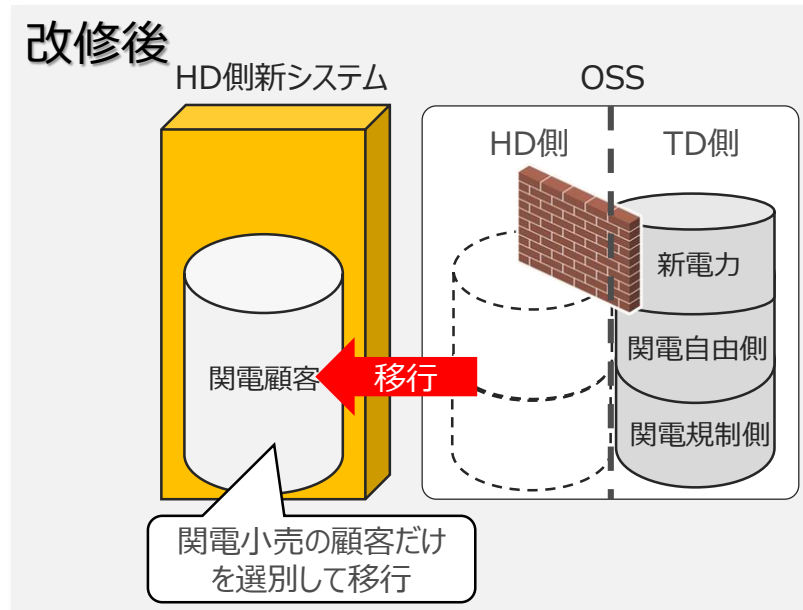 改修後
HD側新システム
OSS
HD側
TD側
新電力
関電自由側
関電規制側
関電顧客
移行
関電小売の顧客だけ
を選別して移行